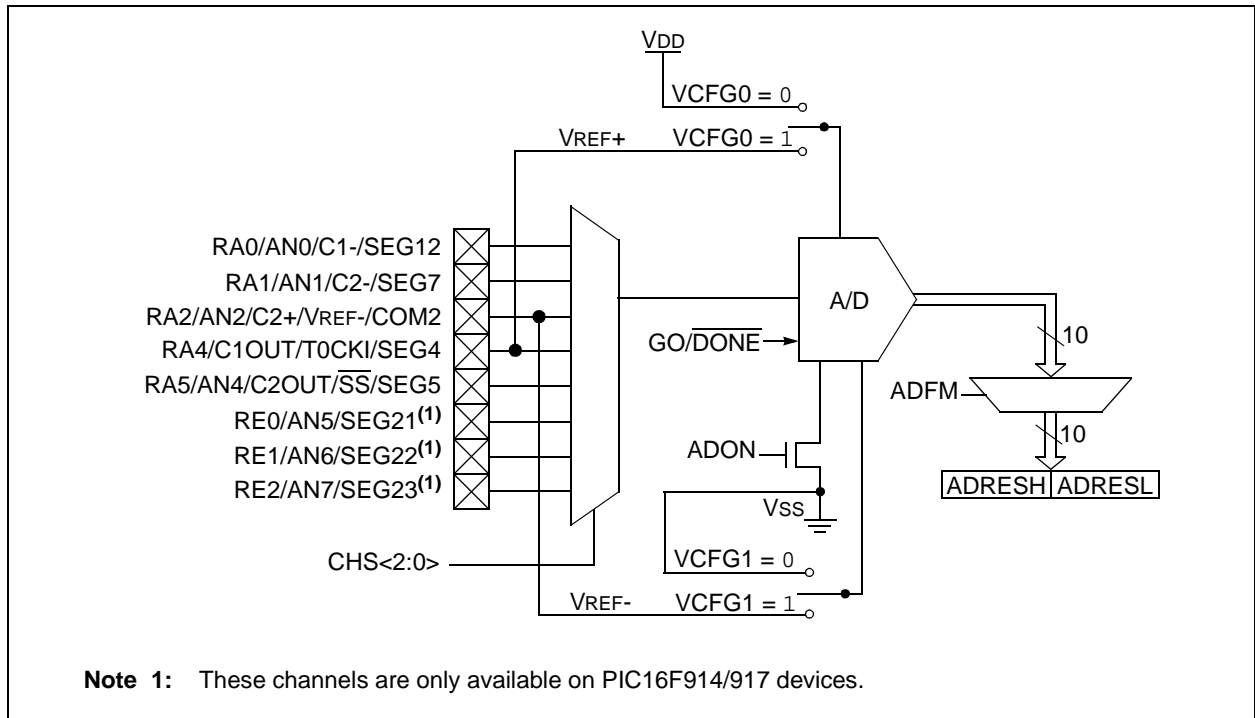 VDD
VCFG0 = 0
VREF+ VCFG0 = 1
RA0/AN0/C1-/SEG12
RA1/AN1/C2-/SEG7
RA2/AN2/C2+/VREF-/COM2
RA4/C1OUT/T0CKI/SEG4
RA5/AN4/C2OUT/SS/SEG5
RE0/AN5/SEG21(1)
RE1/AN6/SEG22(1)
RE2/AN7/SEG23(1)
A/D
GO/DONE
10
ADFM
10
ADON
ADRESH ADRESL
VSS
CHS<2:0>
VCFG1 = 0
VREF- VCFG1 = 1
Note 1: These channels are only available on PIC16F914/917 devices.